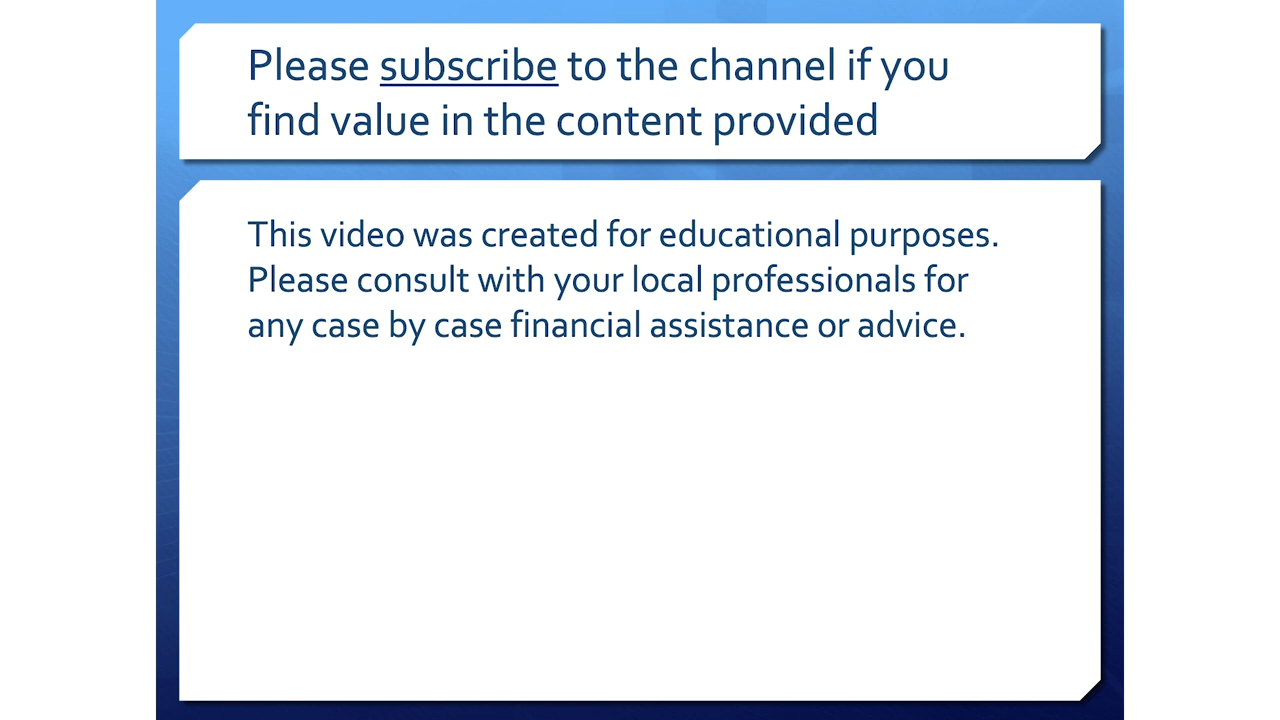 Please subscribe to the channel if you
find value in the content provided
This video was created for educational purposes.
Please consult with your local professionals for
any case by case financial assistance or advice.